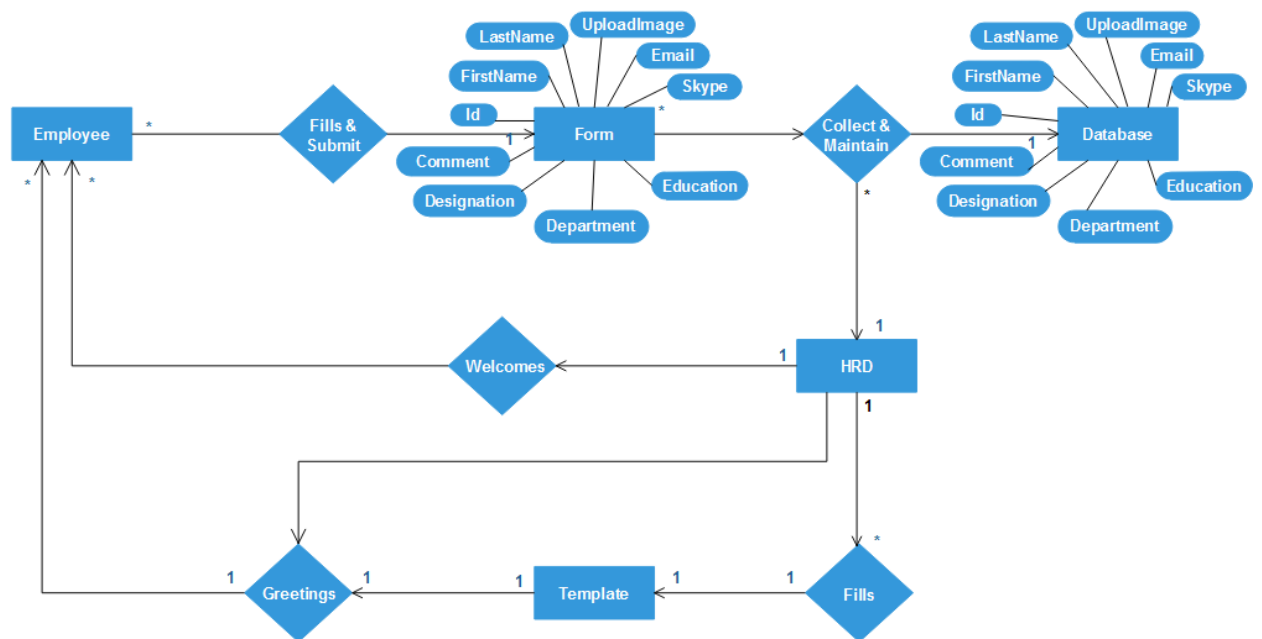 UploadImage
UploadImage
LastName
LastName
Email
Email
FirstName
FirstName
Skype
Skype
*
Id
Id
Employee
*
Fills &
Submit
1
Form
Collect &
Maintain
1
Database
Comment
Comment
*
*
Education
Education
Designation
Designation
*
Department
Department
1
Welcomes
1
HRD
1
*
1
1
1
1
1
Greetings
Template
Fills